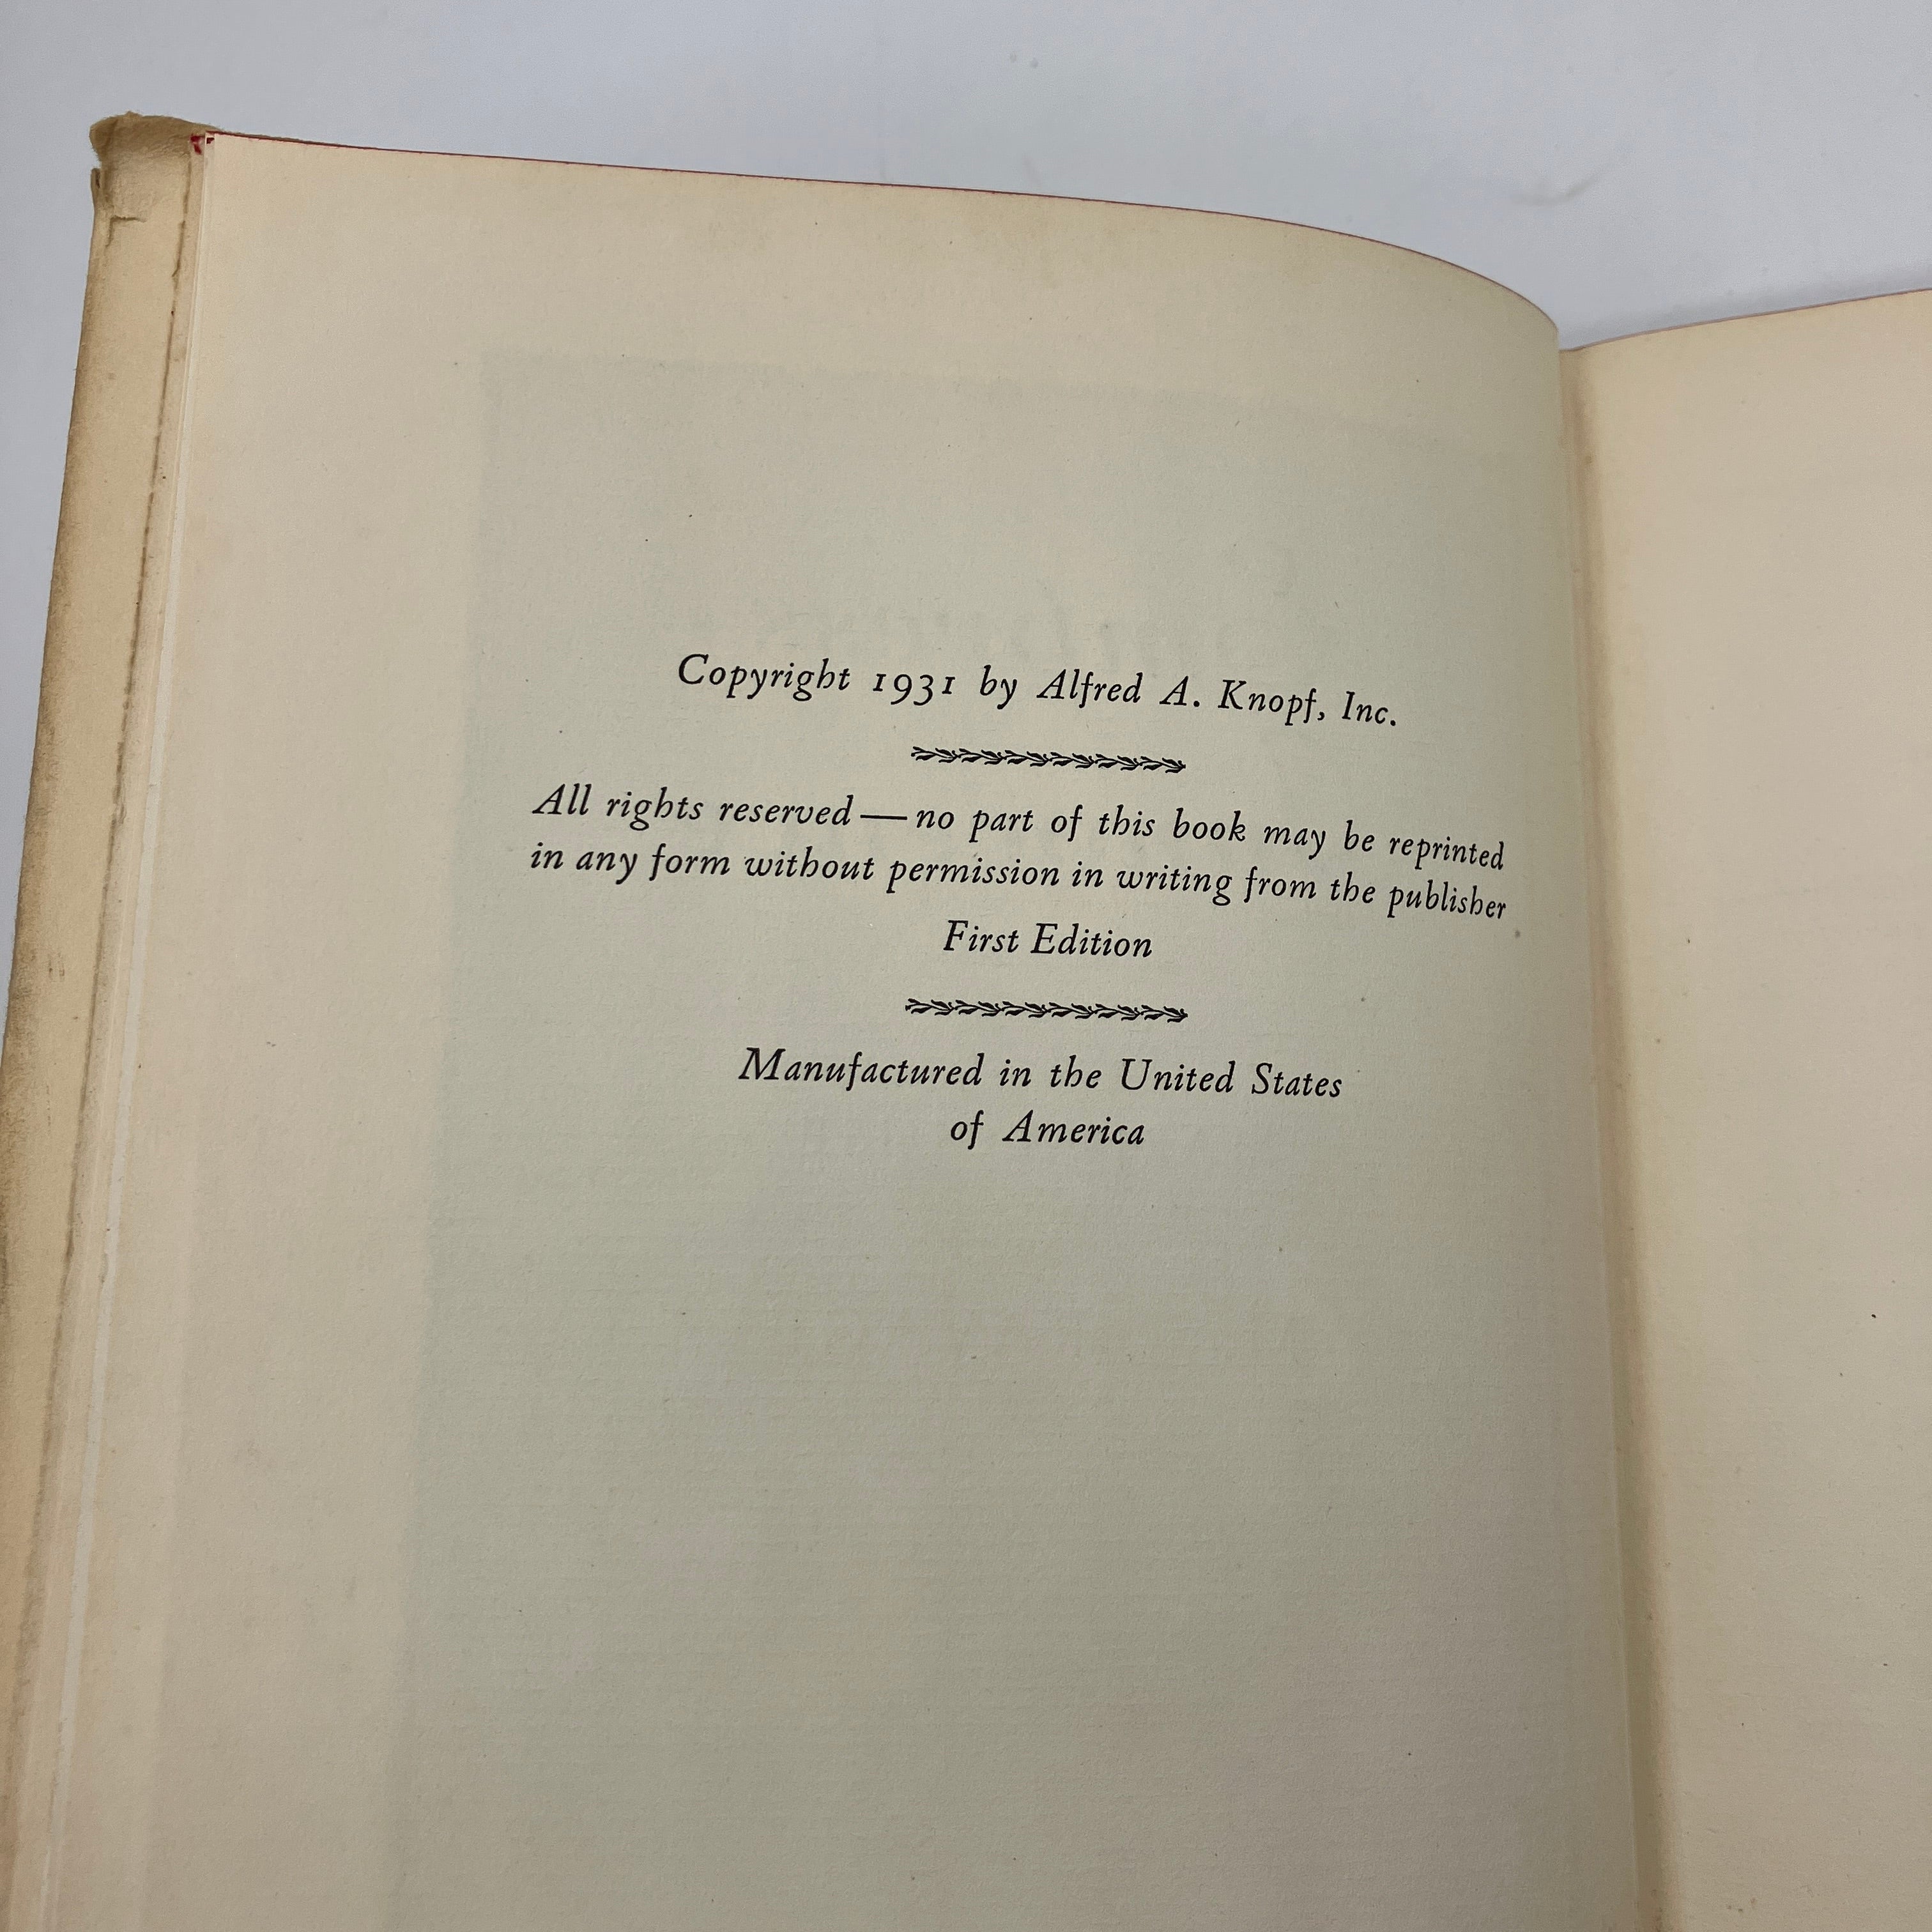 Copyright 1931 by Alfred A. Knopf, Inc.
All rights reserved — no part of this book may be reprinted
in any form without permission in writing from the publisher
First Edition
Manufactured in the United States
of America